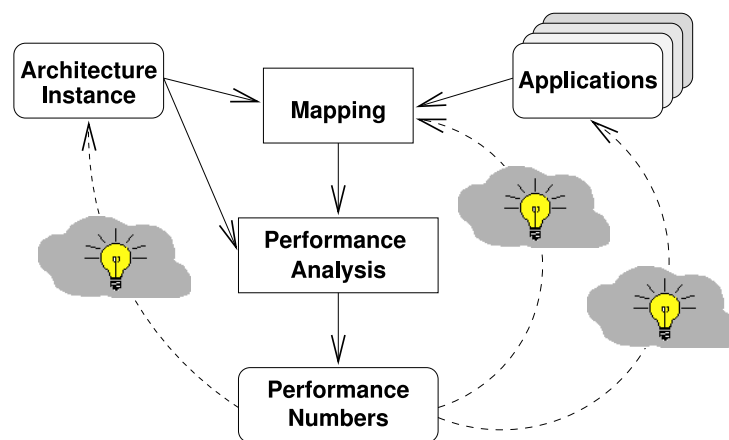 Architecture
Instance
Applications
Mapping
Performance
Analysis
Performance
Numbers